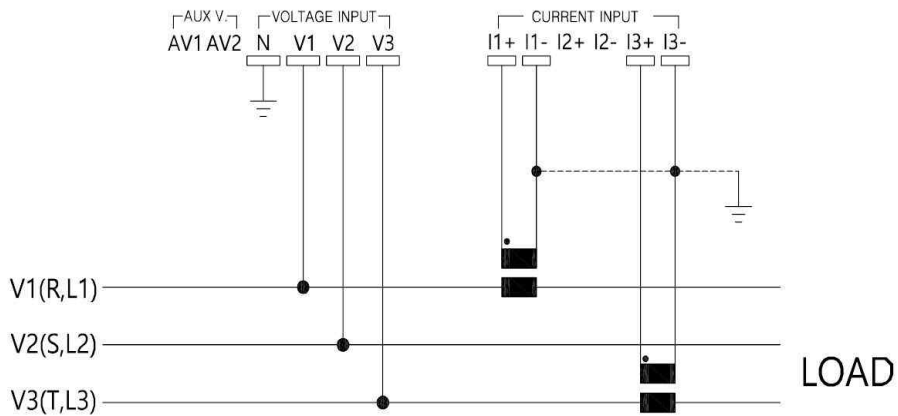 AUX V. VOLTAGE INPUT CURRENT INPUT
AV1 AV2 N V1 V2 V3 I1+ I1- I2+ I2- I3+ I3-
V1(R,L1)
V2(S,L2)
LOAD
V3(T,L3)